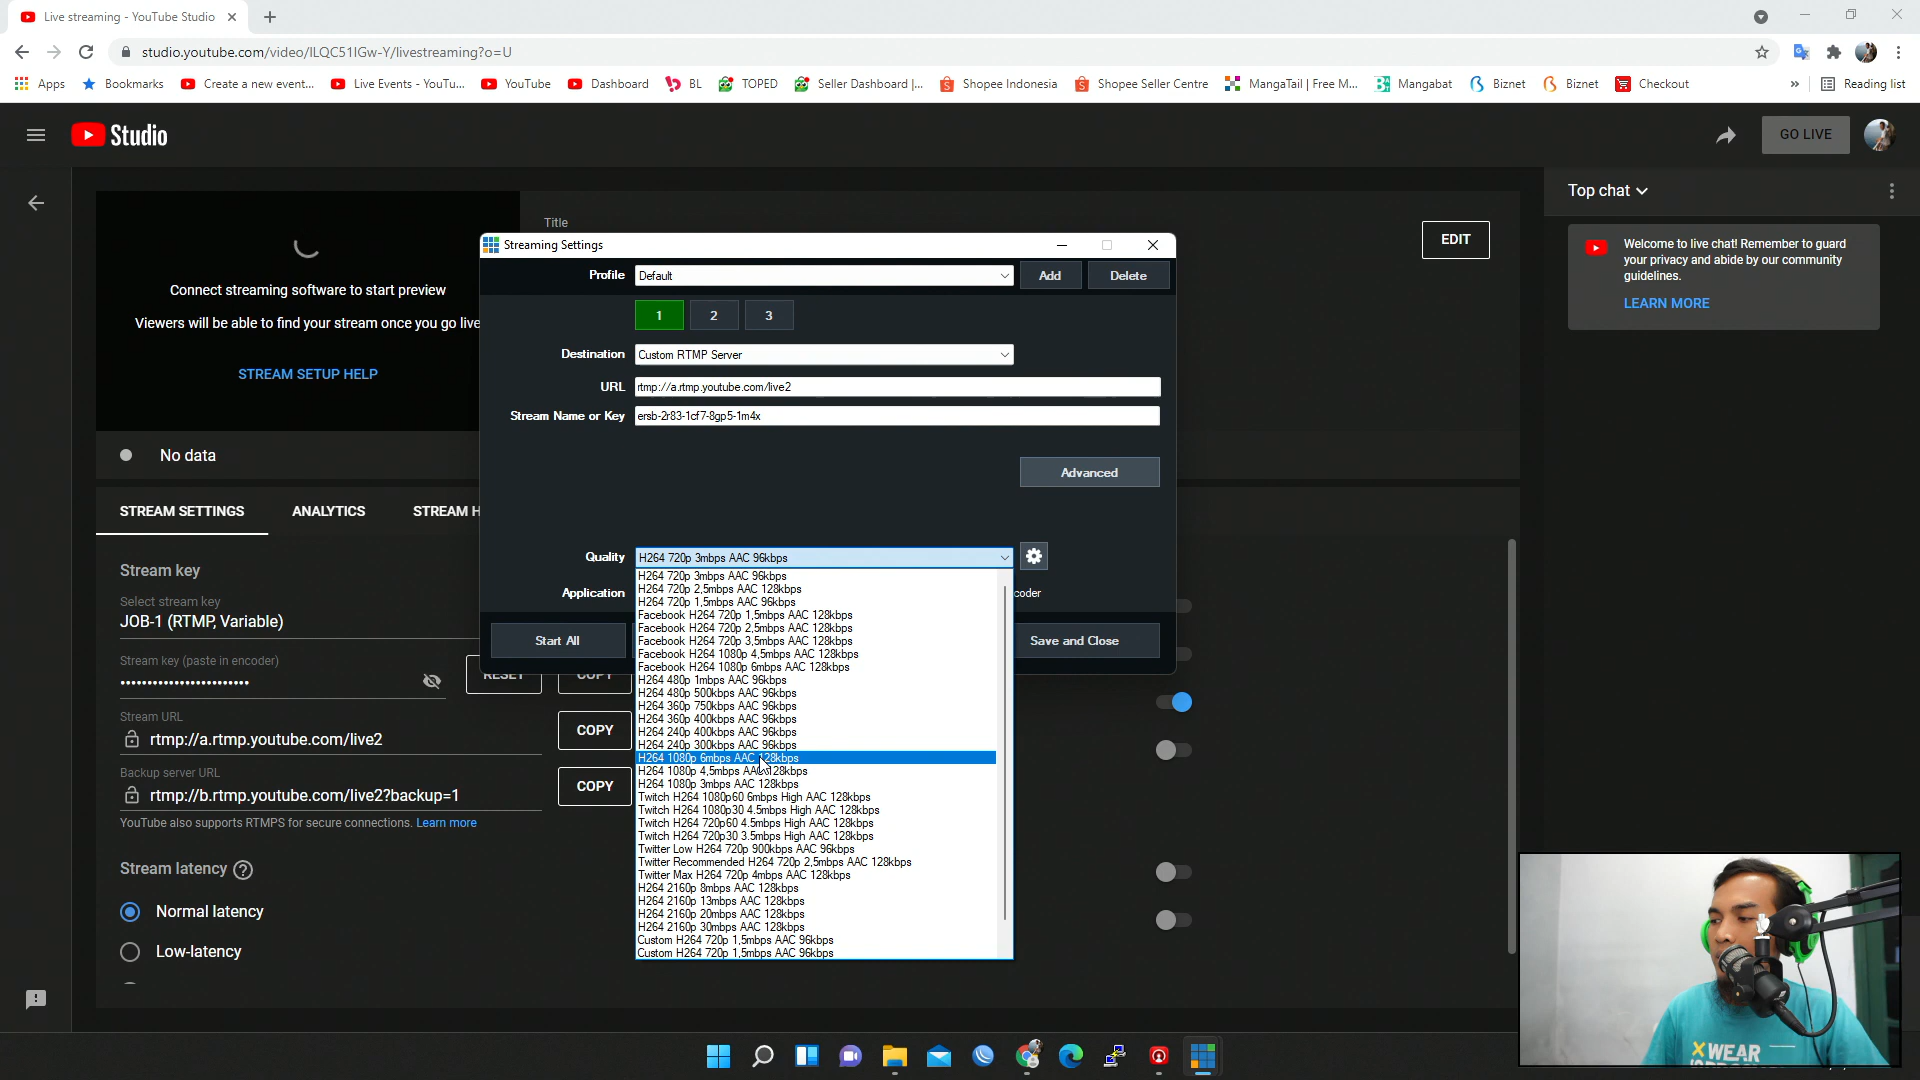 Live streaming - YouTube Studio
studio.youtube.com/video/lLQC51IGw-Y/livestreaming?o=U
Apps
Bookmarks
Create a new event...
Live Events - YouTu...
YouTube
Dashboard
BL
TOPED
Seller Dashboard |...
Shopee Indonesia
Shopee Seller Centre
MangaTail | Free M...
Mangabat
Biznet
Biznet
Checkout
»
Reading list
Studio
GO LIVE
Connect streaming software to start preview
Viewers will be able to find your stream once you go live
STREAM SETUP HELP
No data
Title
EDIT
Top chat
Welcome to live chat! Remember to guard
your privacy and abide by our community
guidelines.
LEARN MORE
STREAM SETTINGS
ANALYTICS
STREAM H
Stream key
Select stream key
JOB-1 (RTMP, Variable)
Stream key (paste in encoder)
RESET
COPY
Stream URL
rtmp://a.rtmp.youtube.com/live2
COPY
Backup server URL
rtmp://b.rtmp.youtube.com/live2?backup=1
COPY
YouTube also supports RTMPS for secure connections. Learn more
Stream latency
Normal latency
Low-latency
Streaming Settings
Profile
Default
Add
Delete
1
2
3
Destination
Custom RTMP Server
URL
rtmp://a.rtmp.youtube.com/live2
Stream Name or Key
ersb-2r83-1cf7-8gp5-1m4x
Advanced
Quality
H264 720p 3mbps AAC 96kbps
Application
coder
Start All
Save and Close
H264 720p 3mbps AAC 96kbps
H264 720p 2,5mbps AAC 128kbps
H264 720p 1,5mbps AAC 96kbps
Facebook H264 720p 1,5mbps AAC 128kbps
Facebook H264 720p 2,5mbps AAC 128kbps
Facebook H264 720p 3,5mbps AAC 128kbps
Facebook H264 1080p 4,5mbps AAC 128kbps
Facebook H264 1080p 6mbps AAC 128kbps
H264 480p 1mbps AAC 96kbps
H264 480p 500kbps AAC 96kbps
H264 360p 750kbps AAC 96kbps
H264 360p 400kbps AAC 96kbps
H264 240p 400kbps AAC 96kbps
H264 240p 300kbps AAC 96kbps
H264 1080p 6mbps AAC 128kbps
H264 1080p 4,5mbps AAC 128kbps
H264 1080p 3mbps AAC 128kbps
Twitch H264 1080p60 6mbps High AAC 128kbps
Twitch H264 1080p30 4.5mbps High AAC 128kbps
Twitch H264 720p60 4.5mbps High AAC 128kbps
Twitch H264 720p30 3.5mbps High AAC 128kbps
Twitter Low H264 720p 900kbps AAC 96kbps
Twitter Recommended H264 720p 2,5mbps AAC 128kbps
Twitter Max H264 720p 4mbps AAC 128kbps
H264 2160p 8mbps AAC 128kbps
H264 2160p 13mbps AAC 128kbps
H264 2160p 20mbps AAC 128kbps
H264 2160p 30mbps AAC 128kbps
Custom H264 720p 1,5mbps AAC 96kbps
Custom H264 720p 1,5mbps AAC 96kbps
XWEAR